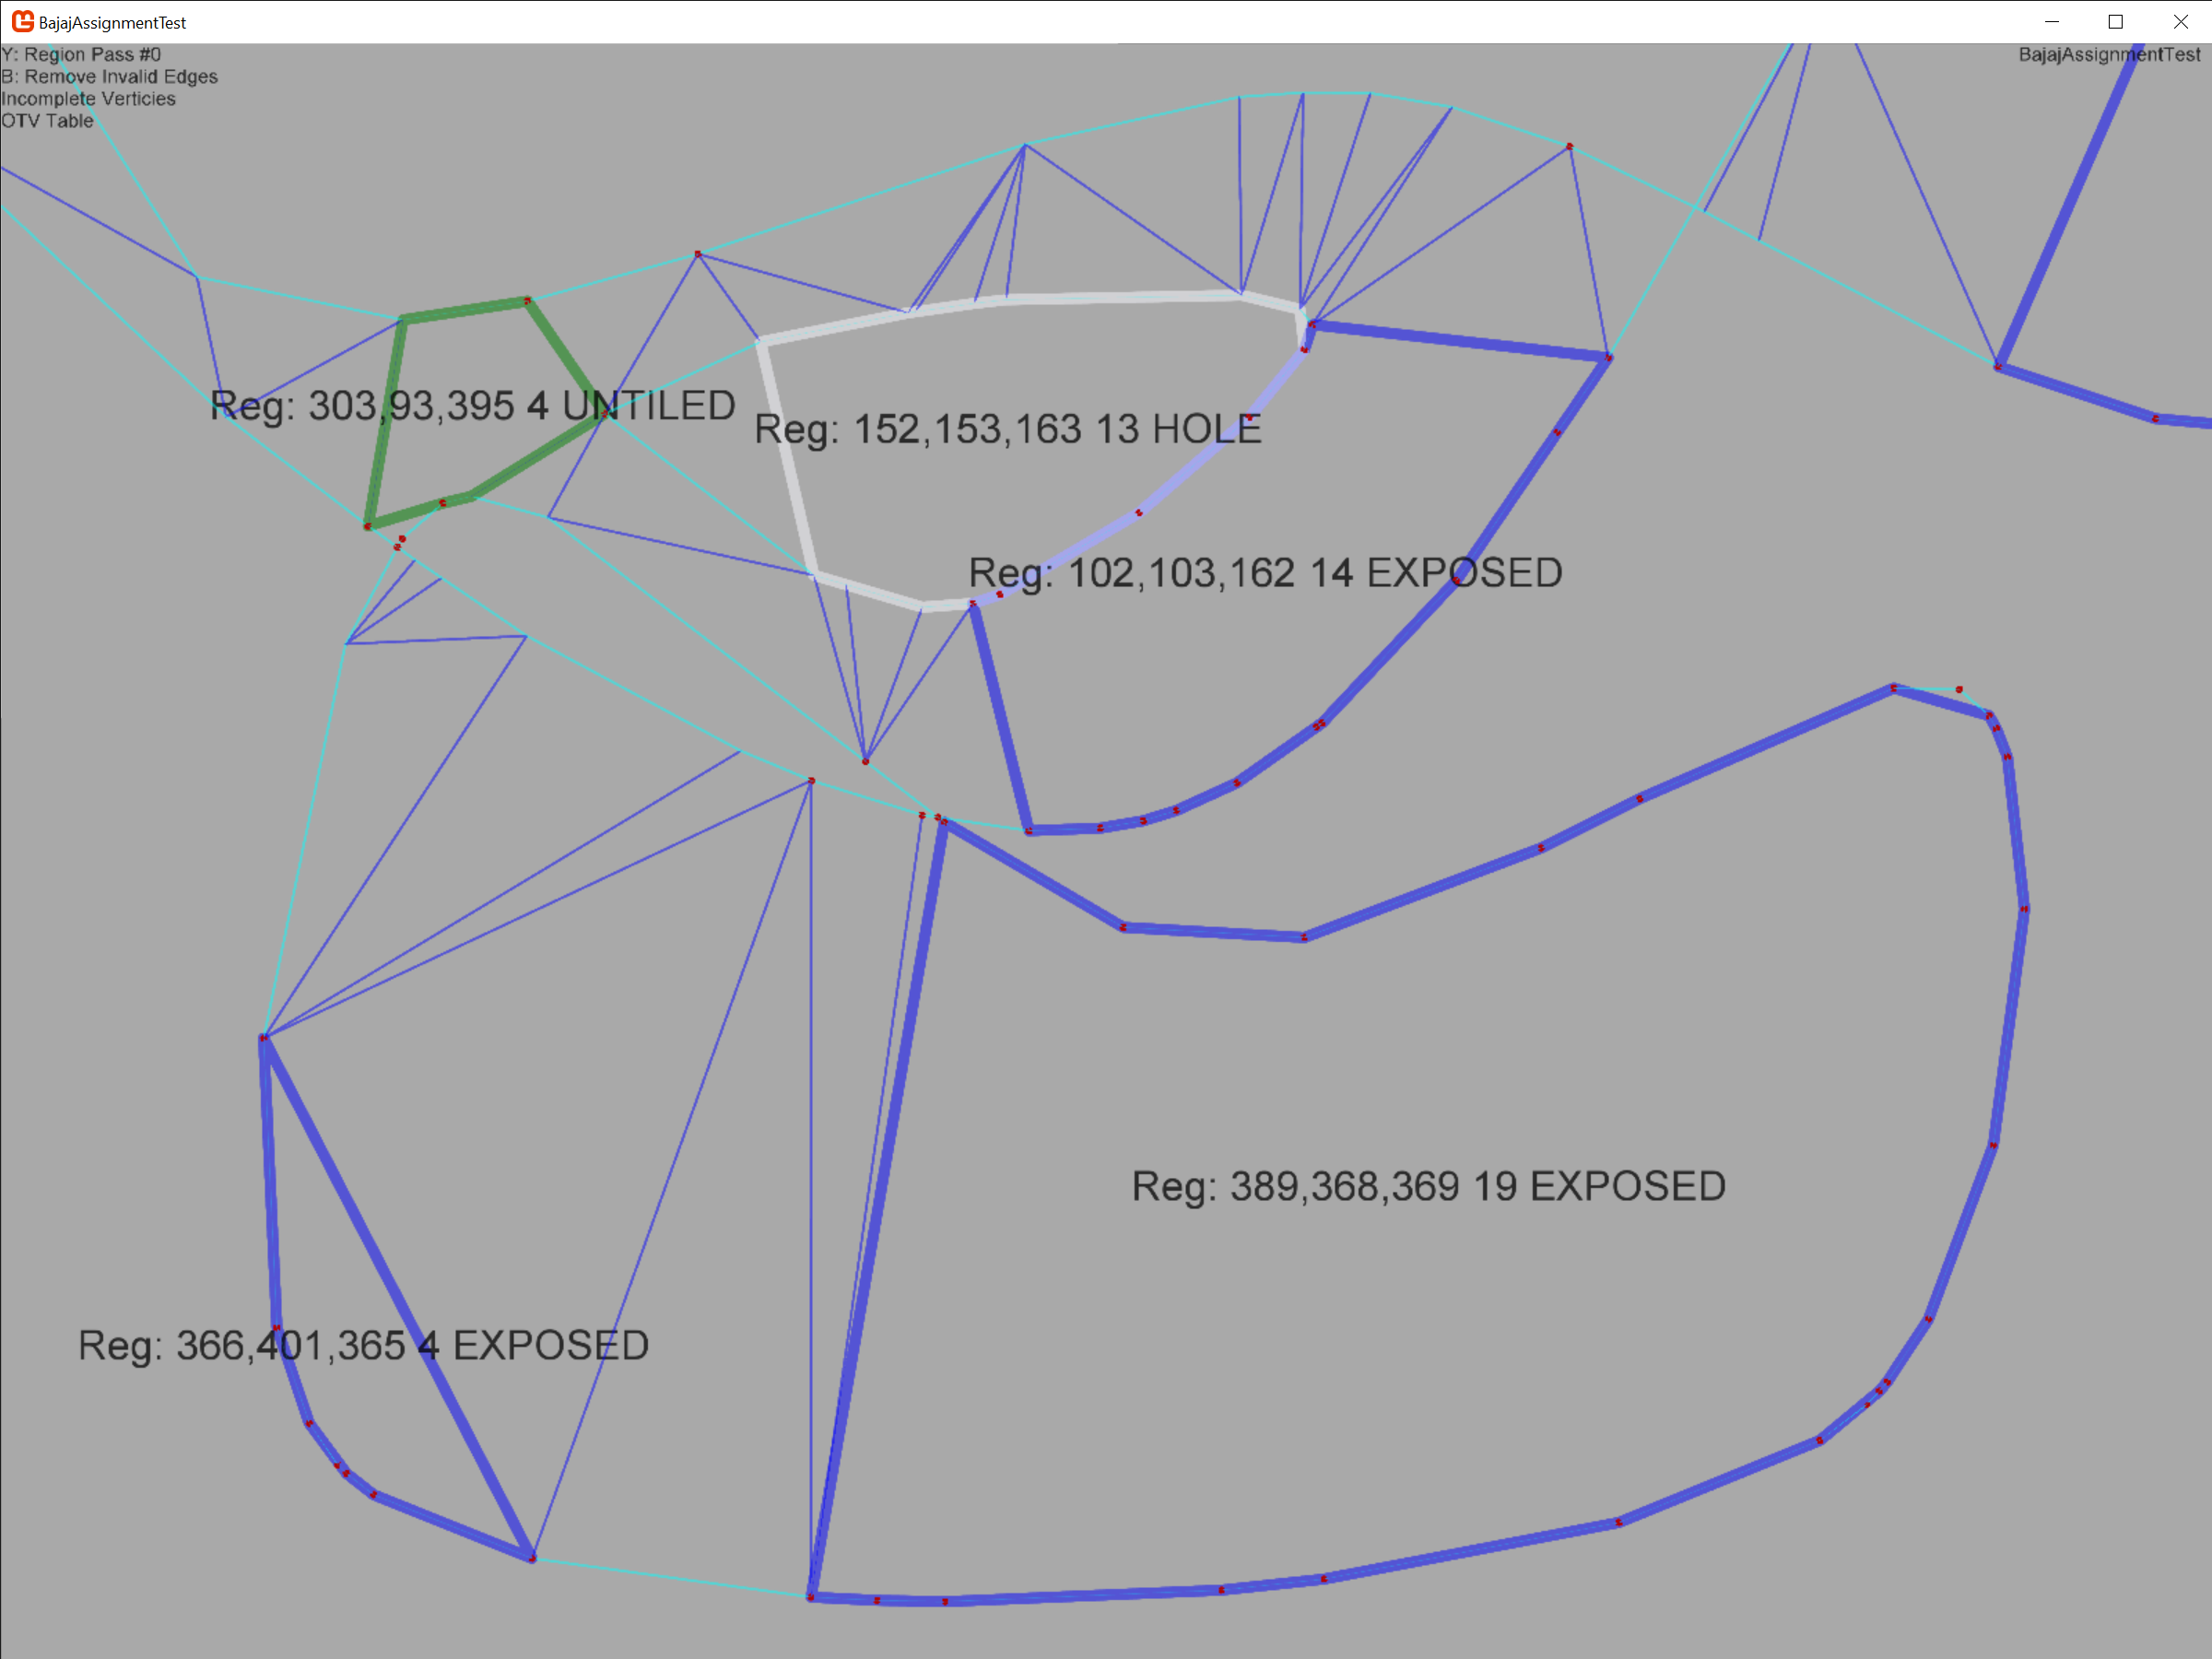 BajajAssignmentTest
Y: Region Pass #0
BajajAssignmentTest
B: Remove Invalid Edges
Incomplete Verticies
OTV Table
Reg: 303,93,395 4 UNTILED
Reg: 152,153,163 13 HOLE
Reg: 102,103,162 14 EXPOSED
Reg: 389,368,369 19 EXPOSED
Reg: 366,401,365 4 EXPOSED